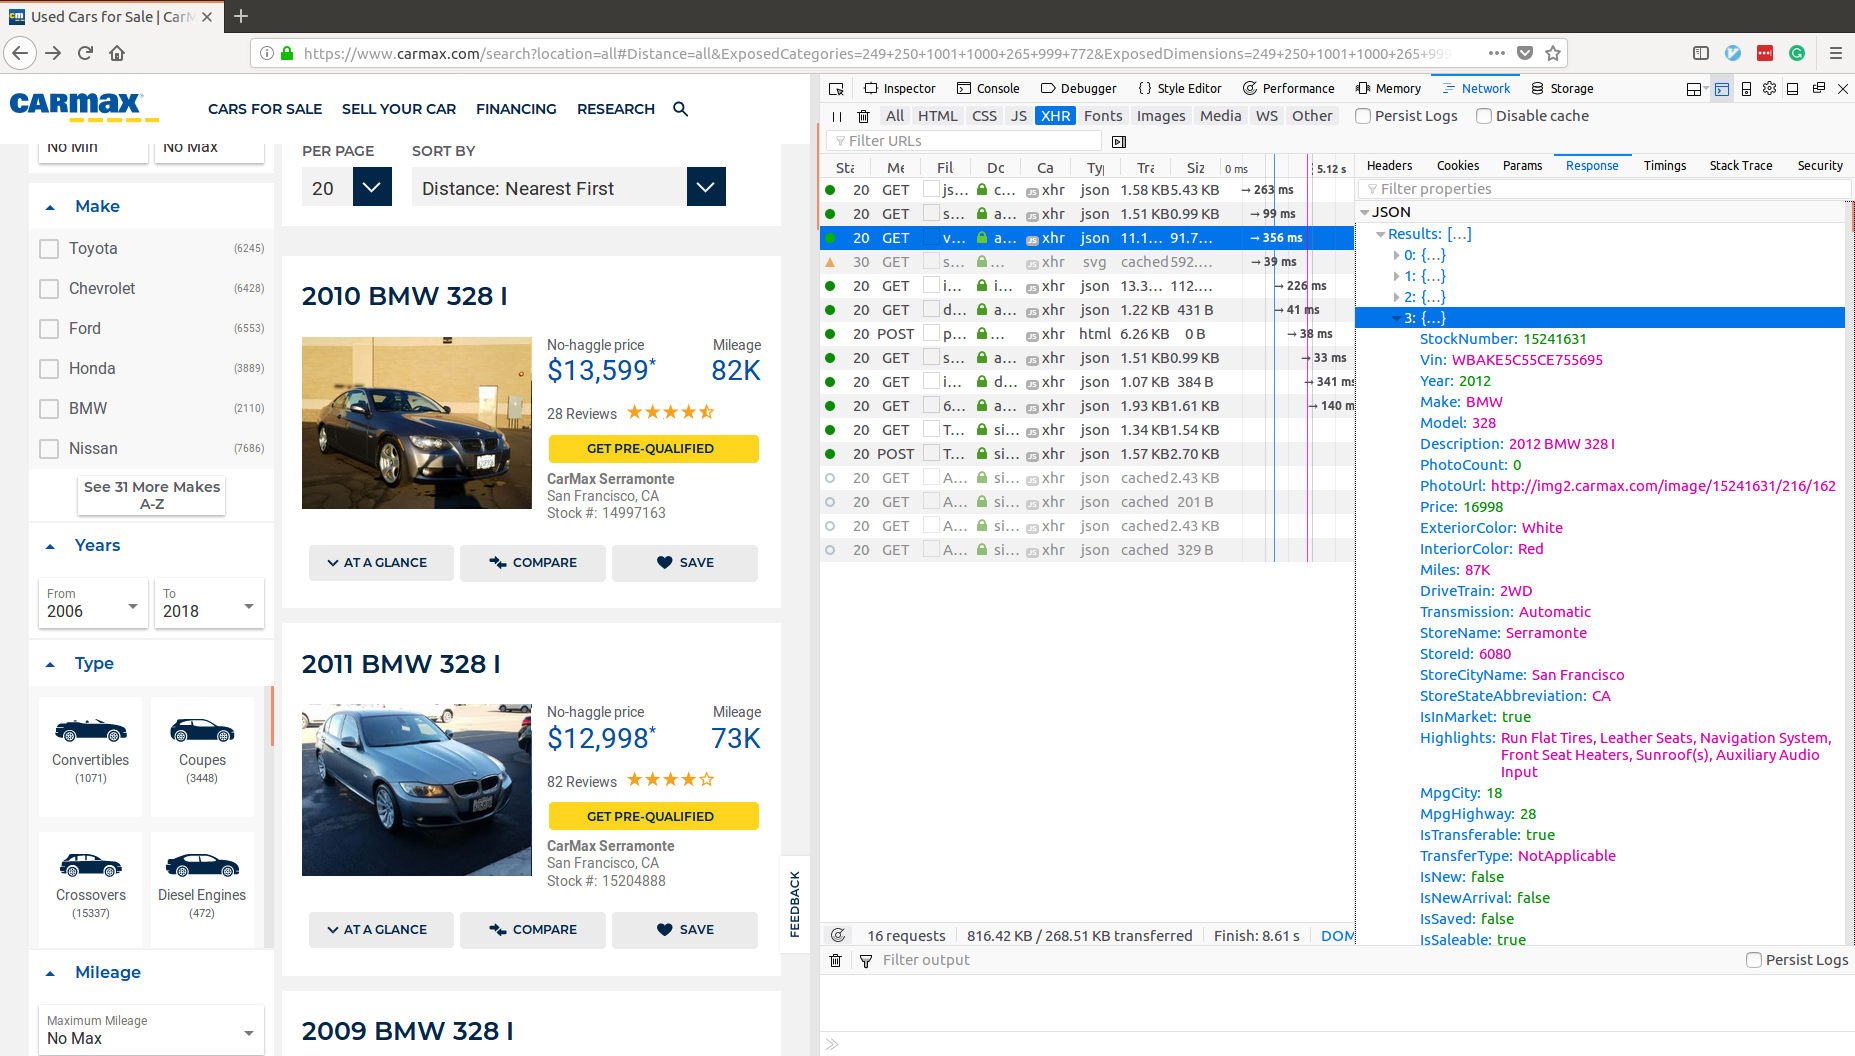 Used Cars for Sale | CarM
https://www.carmax.com/search?location=all#Distance=all&ExposedCategories=249+250+1001+1000+265+999+772&ExposedDimensions=249+250+1001+1000+265+999
CARMAX
CARS FOR SALE SELL YOUR CAR FINANCING RESEARCH
No Min No Max
Make
Toyota (6245)
Chevrolet (6428)
Ford (6553)
Honda (3889)
BMW (2110)
Nissan (7686)
See 31 More Makes
A-Z
Years
From
2006
To
2018
Type
Convertibles
(1071)
Coupes
(3448)
Crossovers
(15337)
Diesel Engines
(472)
Mileage
Maximum Mileage
No Max
PER PAGE SORT BY
20 Distance: Nearest First
2010 BMW 328 I
No-haggle price Mileage
$13,599* 82K
28 Reviews
GET PRE-QUALIFIED
CarMax Serramonte
San Francisco, CA
Stock #: 14997163
AT A GLANCE COMPARE SAVE
2011 BMW 328 I
No-haggle price Mileage
$12,998* 73K
82 Reviews
GET PRE-QUALIFIED
CarMax Serramonte
San Francisco, CA
Stock #: 15204888
AT A GLANCE COMPARE SAVE
2009 BMW 328 I
FEEDBACK
Inspector Console Debugger Style Editor Performance Memory Network Storage
All HTML CSS JS XHR Fonts Images Media WS Other Persist Logs Disable cache
Filter URLs
Sta Me Fil Do Ca Typ Tra Siz 0 ms 5.12 s
20 GET js... c... JS xhr json 1.58 KB 5.43 KB → 263 ms
20 GET s... a... JS xhr json 1.51 KB 0.99 KB → 99 ms
20 GET v... a... JS xhr json 11.1... 91.7... → 356 ms
30 GET s... ... JS xhr svg cached 592.... → 39 ms
20 GET i... i... JS xhr json 13.3... 112.... → 226 ms
20 GET d... a... JS xhr json 1.22 KB 431 B → 41 ms
20 POST p... ... JS xhr html 6.26 KB 0 B → 38 ms
20 GET s... a... JS xhr json 1.51 KB 0.99 KB → 33 ms
20 GET i... d... JS xhr json 1.07 KB 384 B → 341 ms
20 GET 6... a... JS xhr json 1.93 KB 1.61 KB → 140 m
20 GET T... si... JS xhr json 1.34 KB 1.54 KB
20 POST T... si... JS xhr json 1.57 KB 2.70 KB
20 GET A... si... JS xhr json cached 2.43 KB
20 GET A... si... JS xhr json cached 201 B
20 GET A... si... JS xhr json cached 2.43 KB
20 GET A... si... JS xhr json cached 329 B
16 requests 816.42 KB / 268.51 KB transferred Finish: 8.61 s DOM
Filter output Persist Logs
Headers Cookies Params Response Timings Stack Trace Security
Filter properties
JSON
Results: [...]
0: {...}
1: {...}
2: {...}
3: {...}
StockNumber: 15241631
Vin: WBAKE5C55CE755695
Year: 2012
Make: BMW
Model: 328
Description: 2012 BMW 328 I
PhotoCount: 0
PhotoUrl: http://img2.carmax.com/image/15241631/216/162
Price: 16998
ExteriorColor: White
InteriorColor: Red
Miles: 87K
DriveTrain: 2WD
Transmission: Automatic
StoreName: Serramonte
StoreId: 6080
StoreCityName: San Francisco
StoreStateAbbreviation: CA
IsInMarket: true
Highlights: Run Flat Tires, Leather Seats, Navigation System,
Front Seat Heaters, Sunroof(s), Auxiliary Audio
Input
MpgCity: 18
MpgHighway: 28
IsTransferable: true
TransferType: NotApplicable
IsNew: false
IsNewArrival: false
IsSaved: false
IsSaleable: true